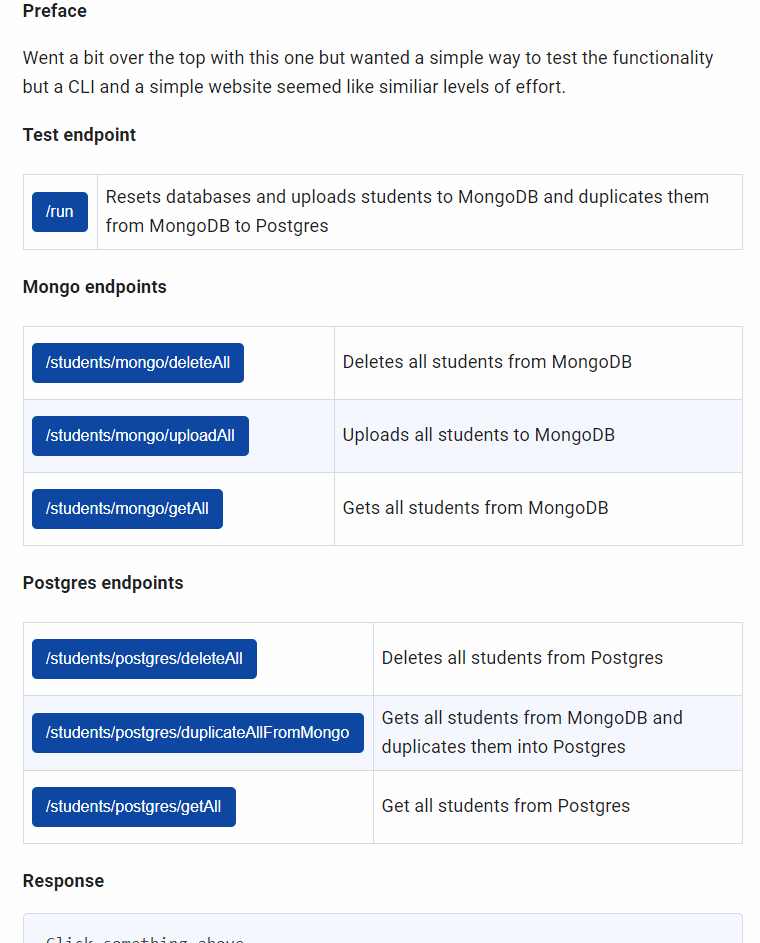 Preface
Went a bit over the top with this one but wanted a simple way to test the functionality
but a CLI and a simple website seemed like similiar levels of effort.
Test endpoint
/run
Resets databases and uploads students to MongoDB and duplicates them
from MongoDB to Postgres
Mongo endpoints
/students/mongo/deleteAll
Deletes all students from MongoDB
/students/mongo/uploadAll
Uploads all students to MongoDB
/students/mongo/getAll
Gets all students from MongoDB
Postgres endpoints
/students/postgres/deleteAll
Deletes all students from Postgres
/students/postgres/duplicateAllFromMongo
Gets all students from MongoDB and
duplicates them into Postgres
/students/postgres/getAll
Get all students from Postgres
Response
Click something above